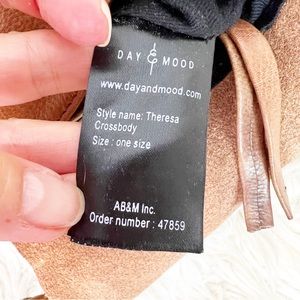 DAY & MOOD
www.dayandmood.com
Style name: Theresa
Crossbody
Size : one size
AB&M Inc.
Order number : 47859